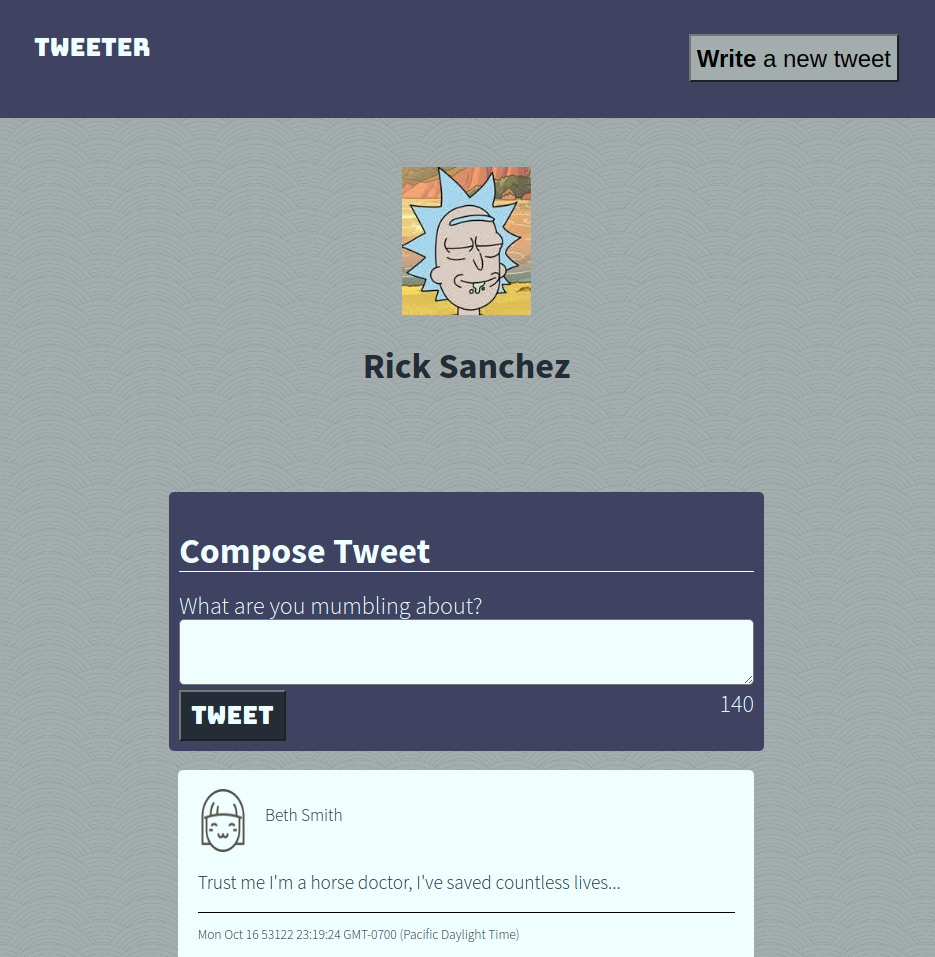 TWEETER
Write a new tweet
Rick Sanchez
Compose Tweet
What are you mumbling about?
TWEET
140
Beth Smith
Trust me I'm a horse doctor, I've saved countless lives...
Mon Oct 16 53122 23:19:24 GMT-0700 (Pacific Daylight Time)